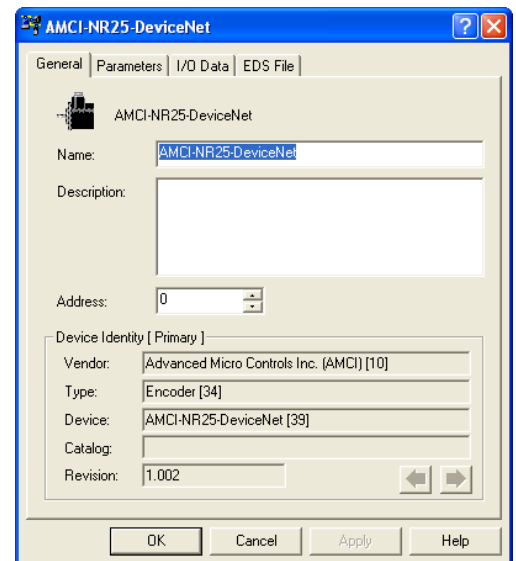 AMCI-NR25-DeviceNet
General Parameters I/O Data EDS File
AMCI-NR25-DeviceNet
Name: AMCI-NR25-DeviceNet
Description:
Address: 0
Device Identity [ Primary ]
Vendor: Advanced Micro Controls Inc. (AMCI) [10]
Type: Encoder [34]
Device: AMCI-NR25-DeviceNet [39]
Catalog:
Revision: 1.002
OK Cancel Apply Help